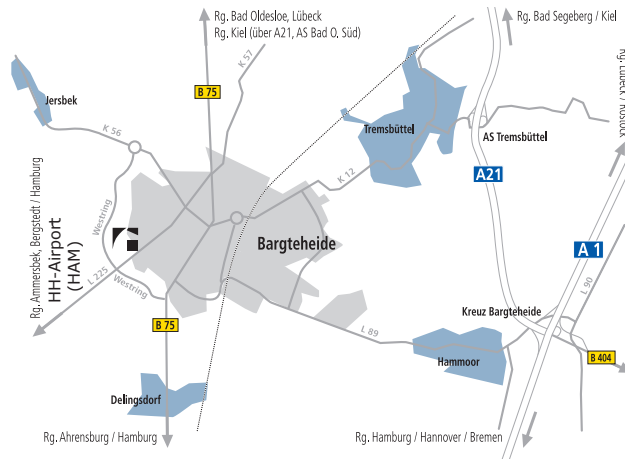 Rg. Bad Oldesloe, Lübeck
Rg. Kiel (über A21, AS Bad O. Süd)
Rg. Bad Segeberg / Kiel
Rg. Lübeck / Rostock
K 57
Jersbek
B 75
K 56
Tremsbüttel
AS Tremsbüttel
K 12
A21
Rg. Ammersbek, Bergstedt / Hamburg
HH-Airport
(HAM)
Westring
Bargteheide
A 1
L 225
Westring
L 90
Kreuz Bargteheide
B 75
L 89
Hammoor
B 404
Delingsdorf
Rg. Ahrensburg / Hamburg
Rg. Hamburg / Hannover / Bremen